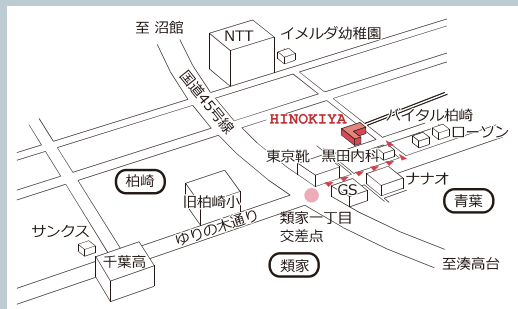 至 沼館
NTT
イメルダ幼稚園
国道45号線
HINOKIYA
バイタル柏崎
ローソン
東京靴
黒田内科
ナナオ
柏崎
旧柏崎小
GS
青葉
ゆりの木通り
類家一丁目
交差点
サンクス
千葉高
類家
至湊高台